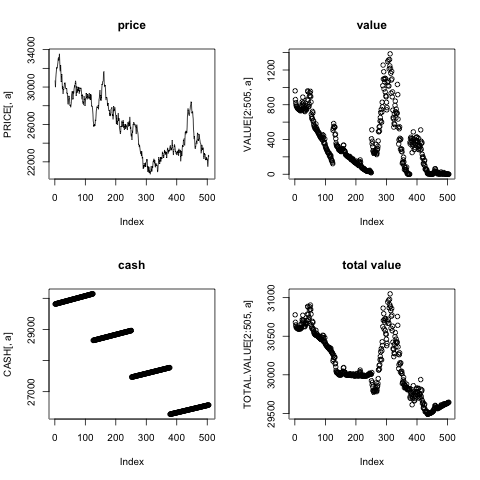 price
PRICE[, a]
22000 26000 30000 34000
0 100 200 300 400 500
Index
value
VALUE[2:505, a]
0 400 800 1200
0 100 200 300 400 500
Index
cash
CASH[, a]
27000 29000
0 100 200 300 400 500
Index
total value
TOTAL.VALUE[2:505, a]
29500 30000 30500 31000
0 100 200 300 400 500
Index